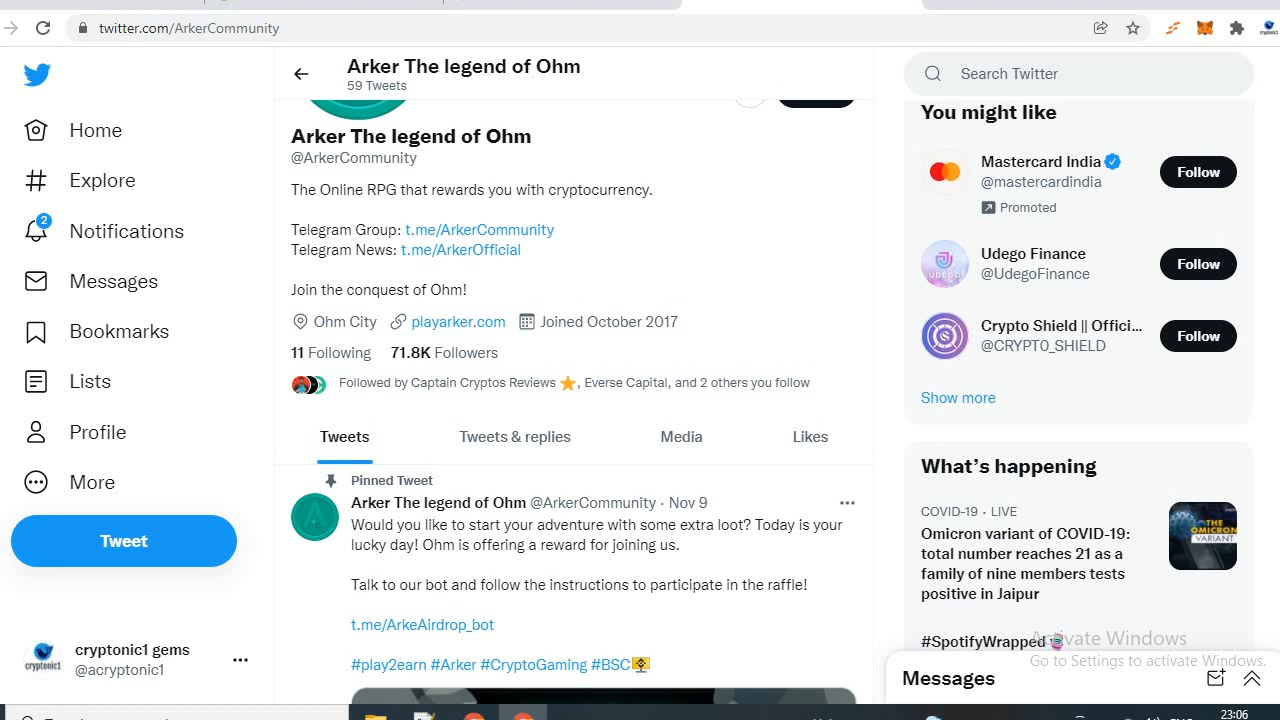 twitter.com/ArkerCommunity
Home
Explore
2
Notifications
Messages
Bookmarks
Lists
Profile
More
Tweet
cryptonic1 gems
@acryptonic1
Arker The legend of Ohm
59 Tweets
Arker The legend of Ohm
@ArkerCommunity
The Online RPG that rewards you with cryptocurrency.
Telegram Group: t.me/ArkerCommunity
Telegram News: t.me/ArkerOfficial
Join the conquest of Ohm!
Ohm City playarker.com Joined October 2017
11 Following 71.8K Followers
Followed by Captain Cryptos Reviews ⭐, Everse Capital, and 2 others you follow
Tweets Tweets & replies Media Likes
Pinned Tweet
Arker The legend of Ohm @ArkerCommunity · Nov 9
Would you like to start your adventure with some extra loot? Today is your
lucky day! Ohm is offering a reward for joining us.
Talk to our bot and follow the instructions to participate in the raffle!
t.me/ArkeAirdrop_bot
#play2earn #Arker #CryptoGaming #BSC
Search Twitter
You might like
Mastercard India
@mastercardindia
Promoted
Follow
Udego Finance
@UdegoFinance
Follow
Crypto Shield || Offici...
@CRYPT0_SHIELD
Follow
Show more
What's happening
COVID-19 · LIVE
Omicron variant of COVID-19:
total number reaches 21 as a
family of nine members tests
positive in Jaipur
THE
OMICRON
VARIANT
#SpotifyWrapped
Activate Windows
Go to Settings to activate Windows.
Messages
23:06